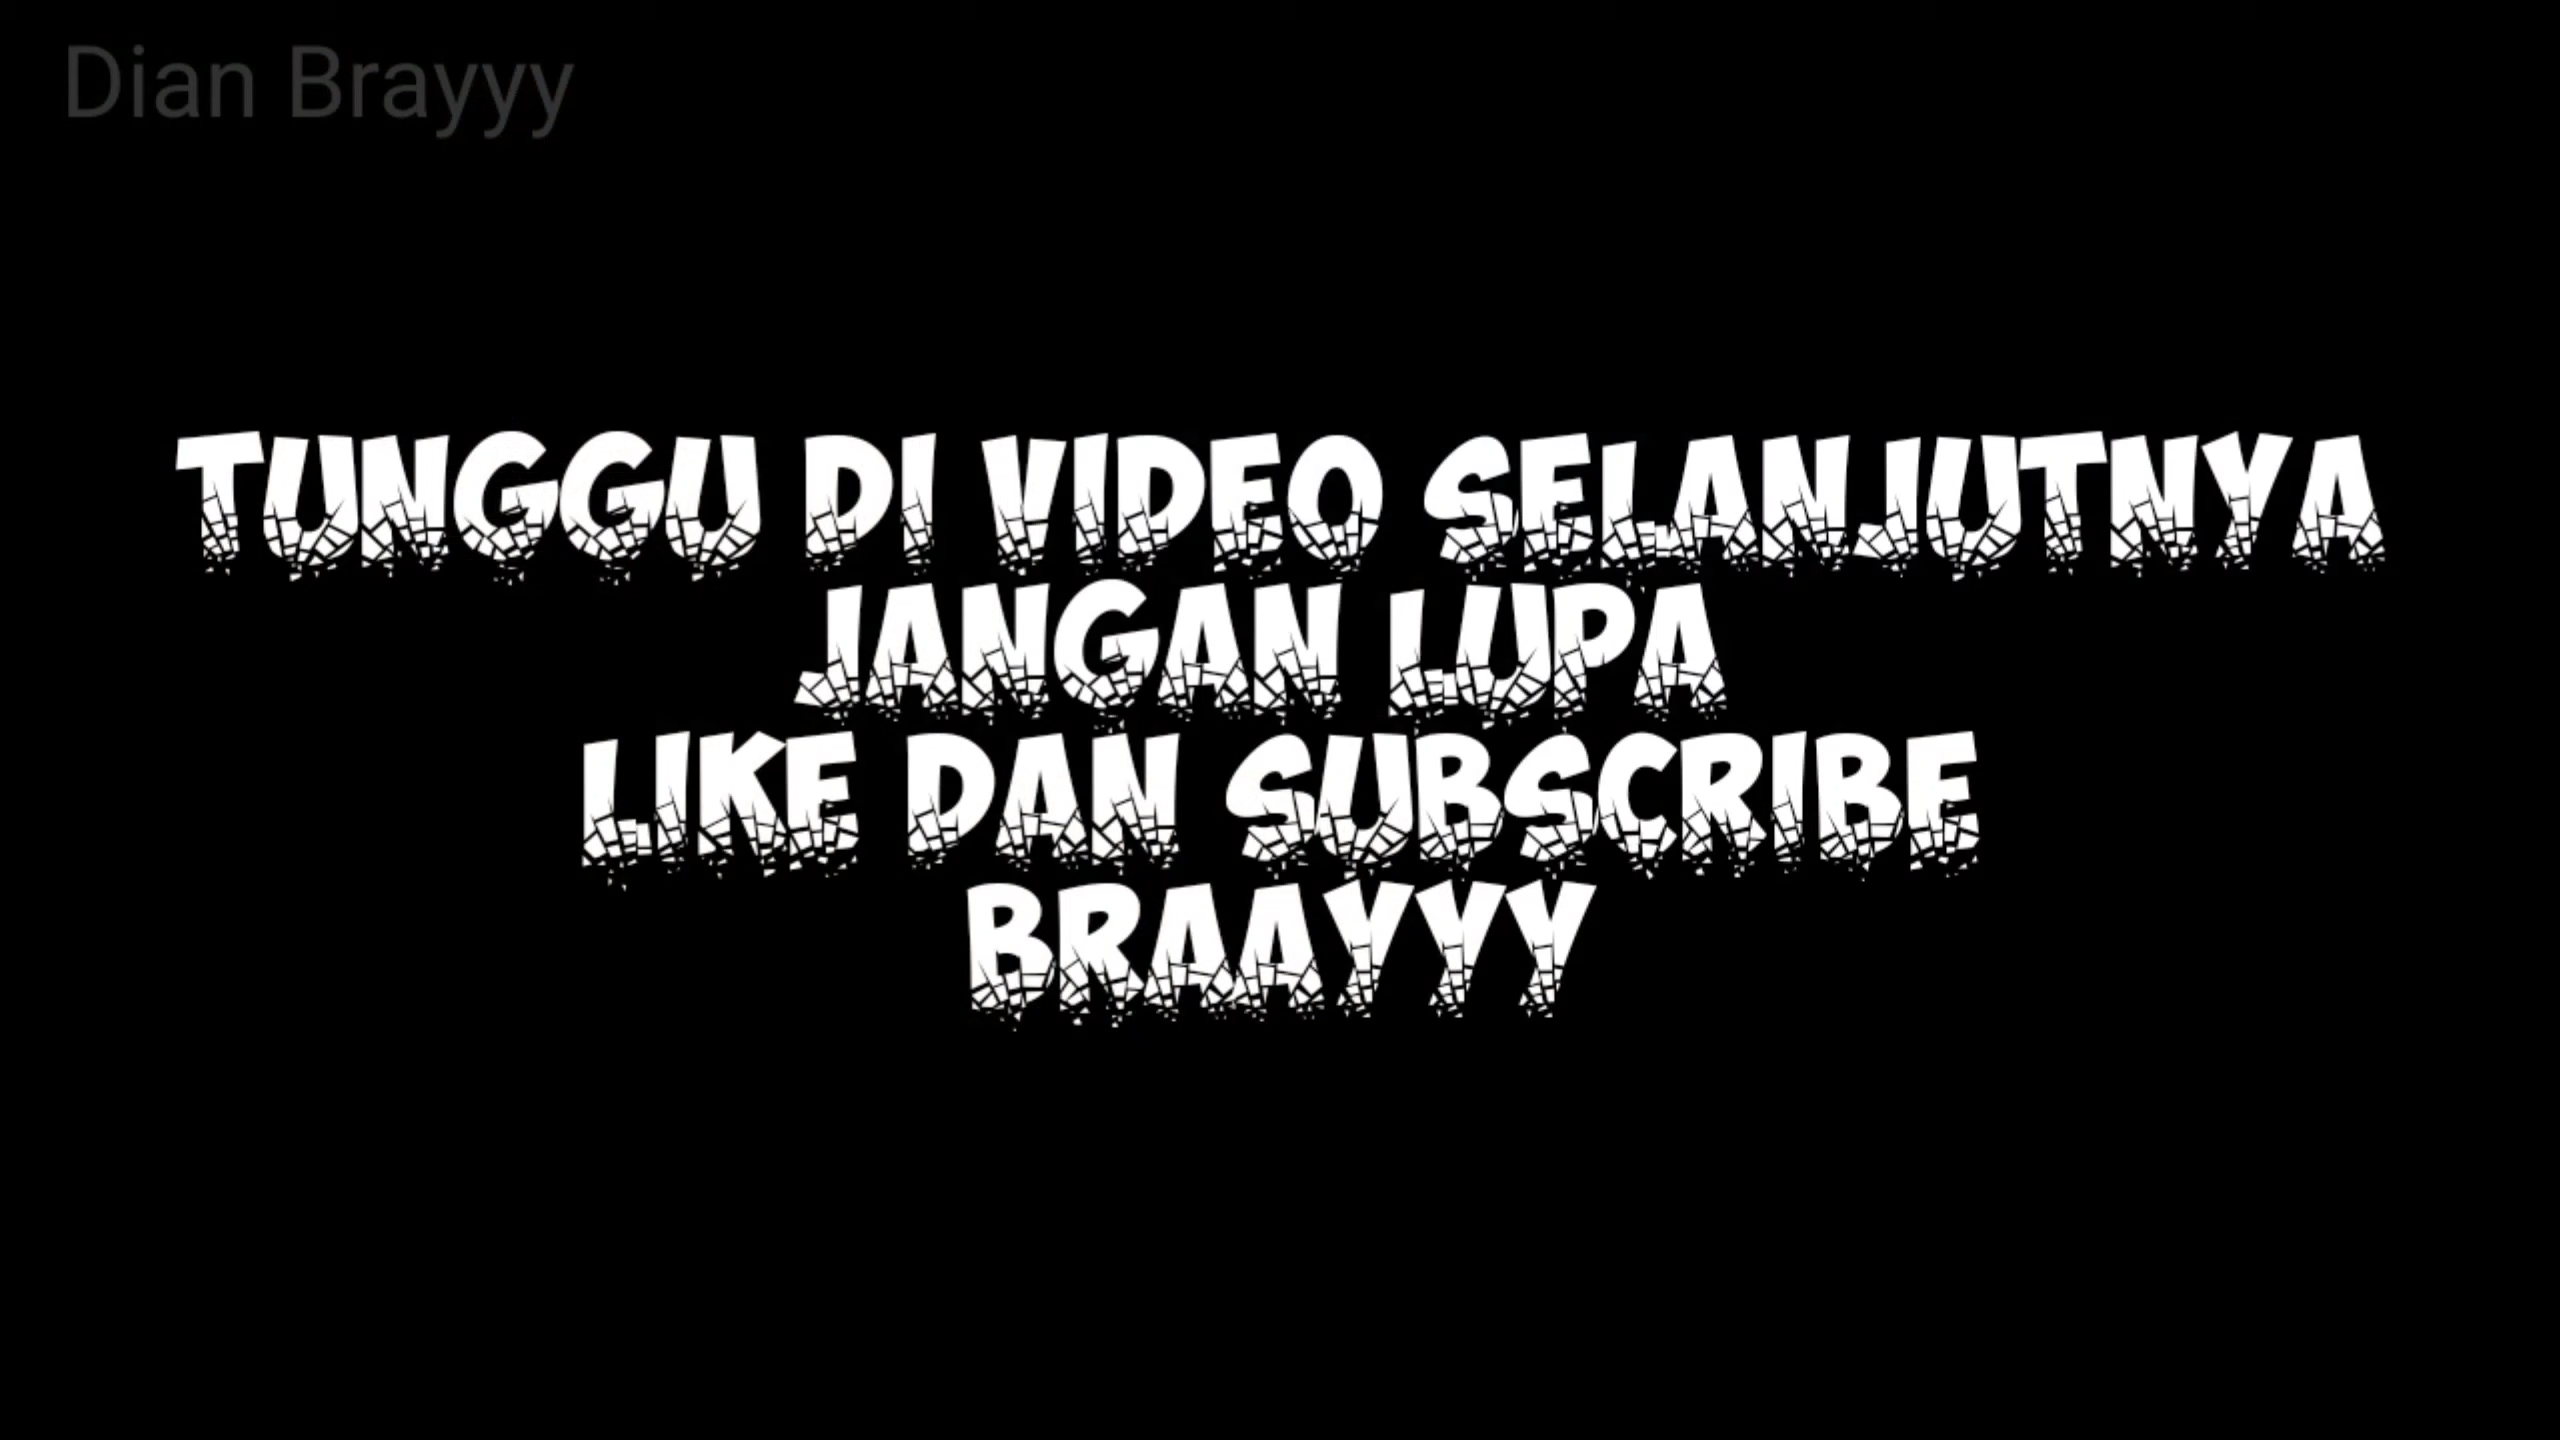 Dian Brayyy
TUNGGU DI VIDEO SELANJUTNYA
JANGAN LUPA
LIKE DAN SUBSCRIBE
BRAAYYY